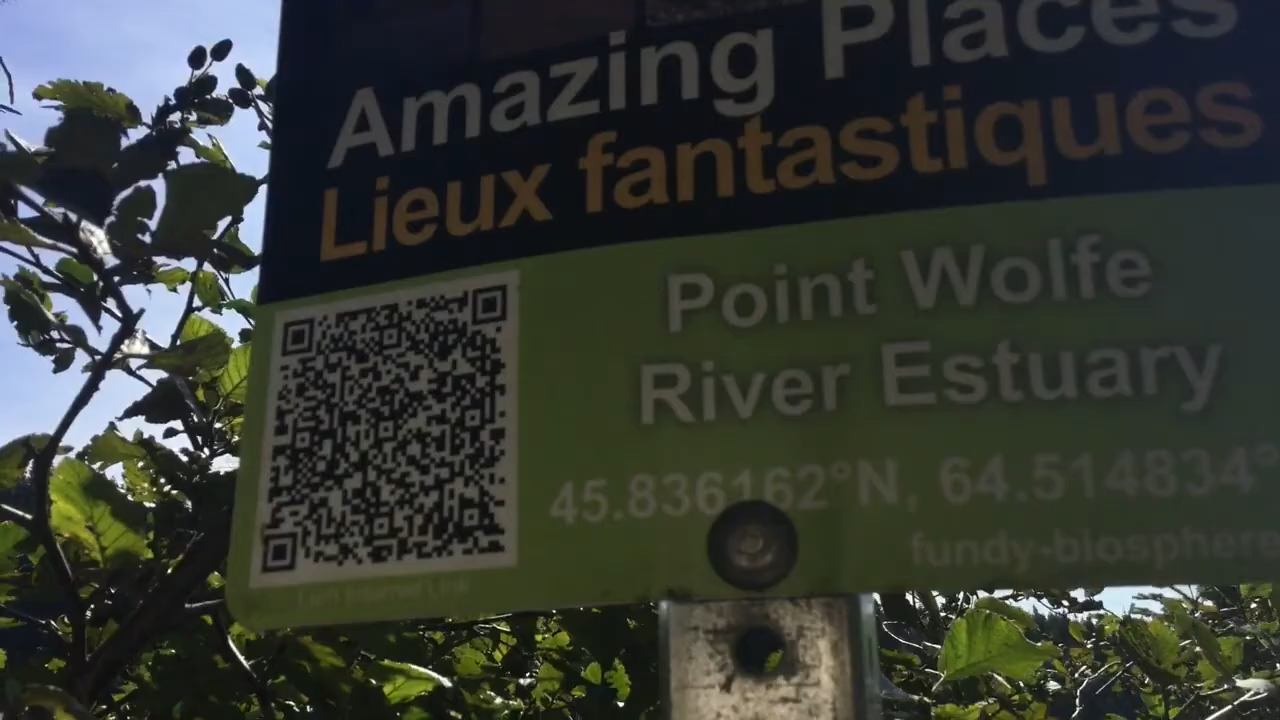 Amazing Places
Lieux fantastiques
Point Wolfe
River Estuary
45.836162°N, 64.514834°
fundy-biosphere